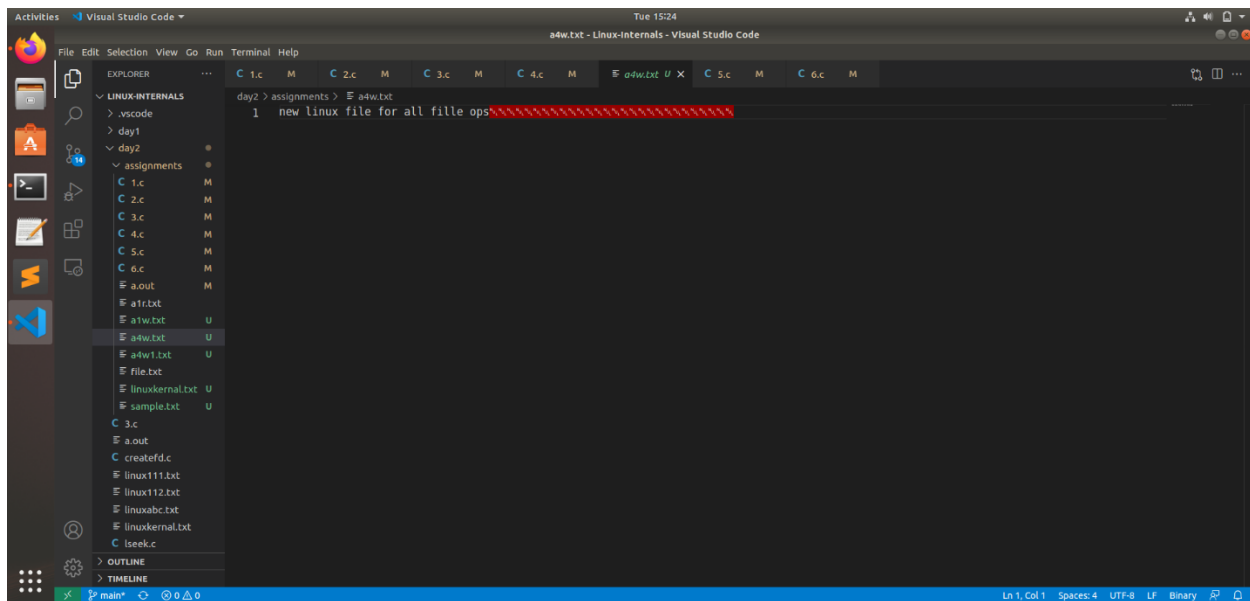 Activities Visual Studio Code Tue 15:24
a4w.txt - Linux-Internals - Visual Studio Code
File Edit Selection View Go Run Terminal Help
EXPLORER ...
1.c M 2.c M 3.c M 4.c M a4w.txt U 5.c M 6.c M
LINUX-INTERNALS
day2 > assignments > a4w.txt
1 new linux file for all fille ops
.vscode
day1
day2
assignments
C 1.c M
C 2.c M
C 3.c M
C 4.c M
C 5.c M
C 6.c M
a.out M
a1r.txt
a1w.txt U
a4w.txt U
a4w1.txt U
file.txt
linuxkernal.txt U
sample.txt U
C 3.c
a.out
C createfd.c
linux111.txt
linux112.txt
linuxabc.txt
linuxkernal.txt
C lseek.c
OUTLINE
TIMELINE
14
main* 0 0 Ln 1, Col 1 Spaces: 4 UTF-8 LF Binary